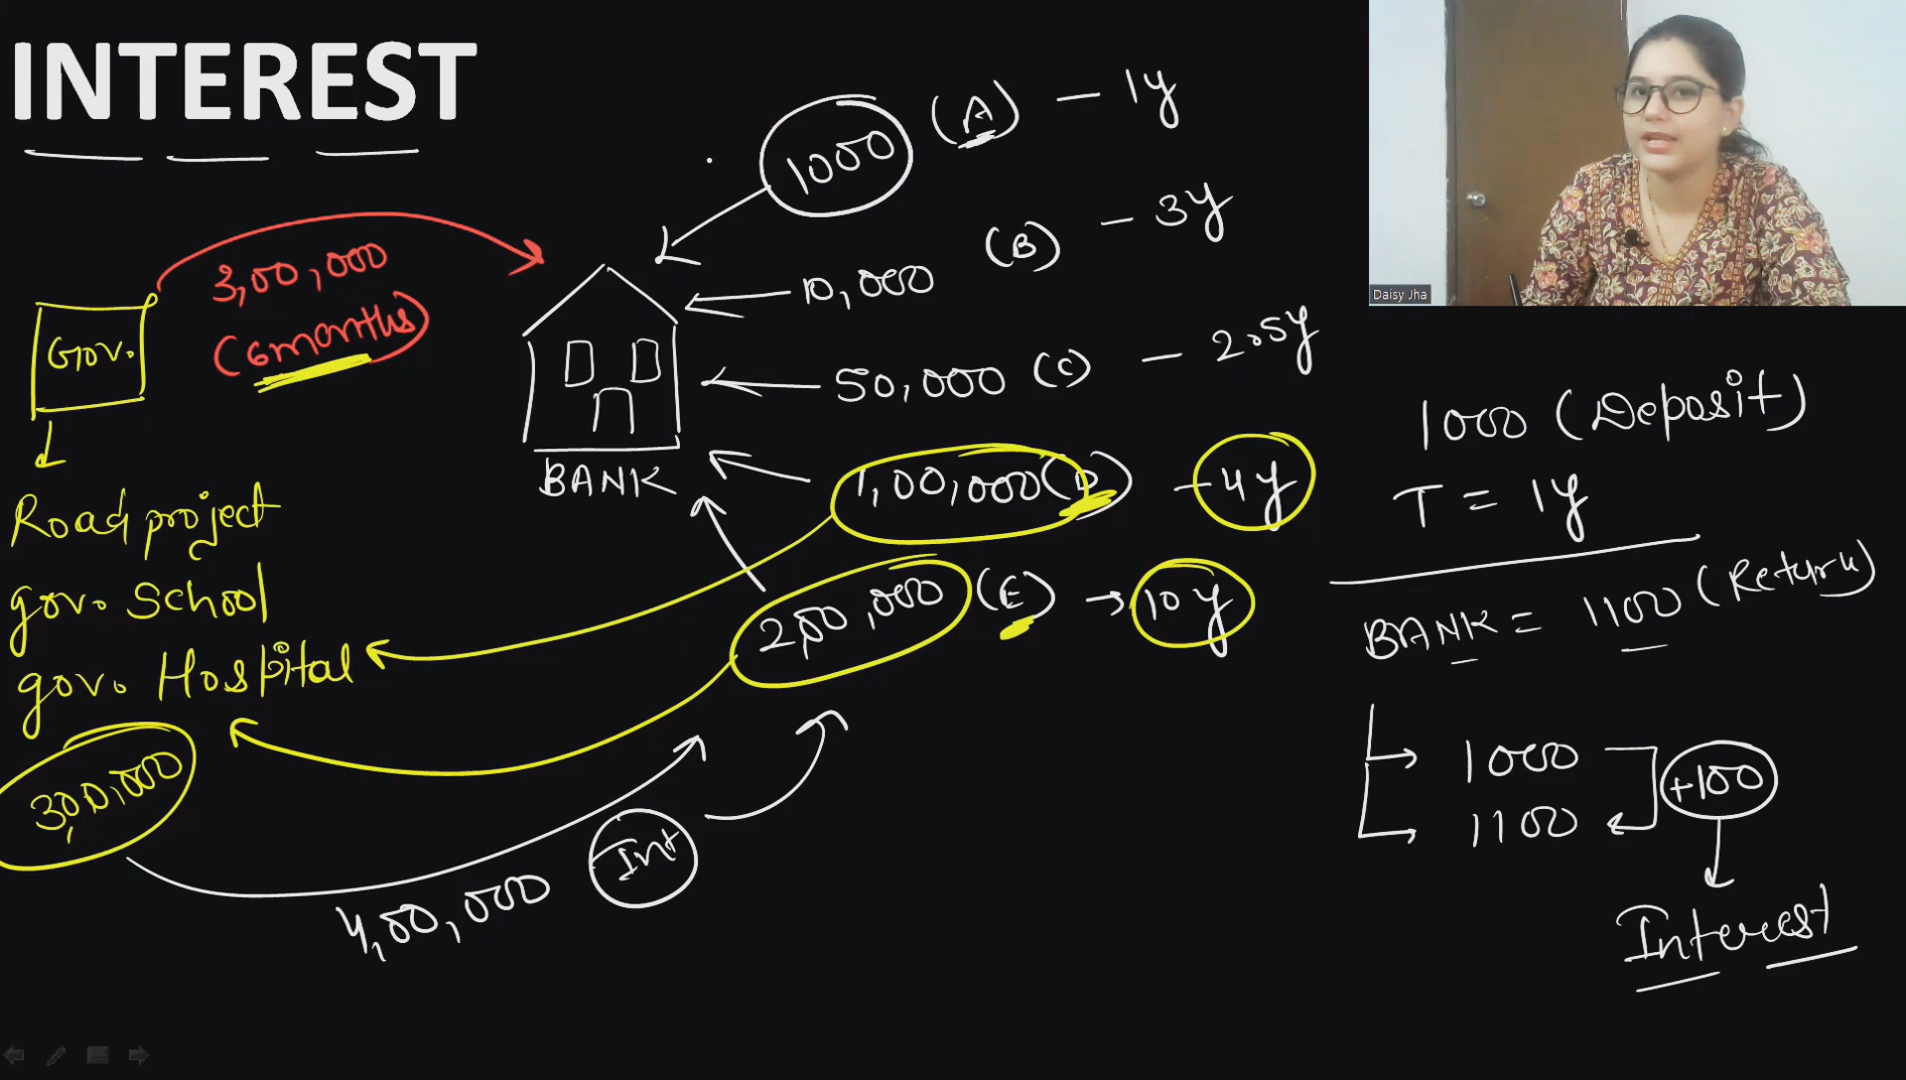 INTEREST
1000 (A) - 1y
10,000 (B) - 3y
50,000 (C) - 2.5y
1,00,000 (D) - 4y
2,00,000 (E) → 10y
3,00,000
(6months)
Gov.
BANK
Road project
gov. School
gov. Hospital
3,00,000
4,00,000 Int
Daisy Jha
1000 (Deposit)
T = 1y
BANK = 1100 (Return)
1000
1100
+100
Interest